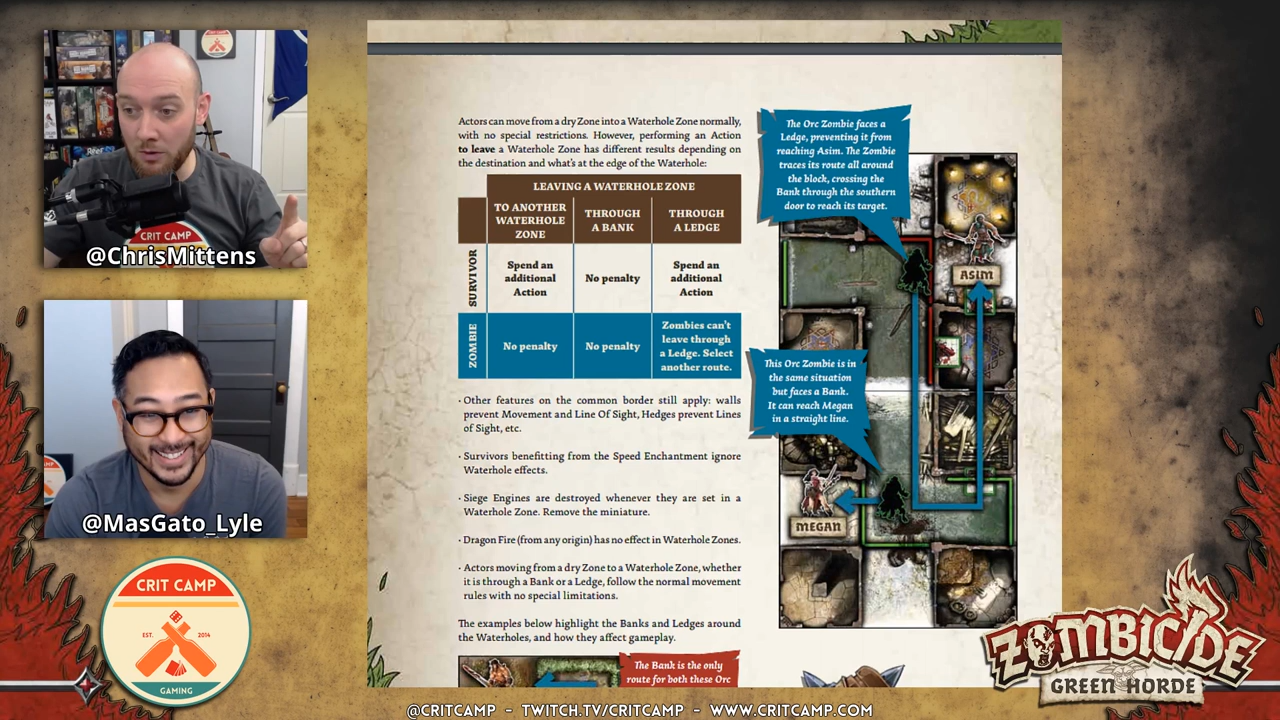 CRIT CAMP
@ChrisMittens
@MasGato_Lyle
CRIT CAMP
EST. 2014
GAMING
Actors can move from a dry Zone into a Waterhole Zone normally,
with no special restrictions. However, performing an Action
to leave a Waterhole Zone has different results depending on
the destination and what's at the edge of the Waterhole:
LEAVING A WATERHOLE ZONE
TO ANOTHER
WATERHOLE
ZONE
THROUGH
A BANK
THROUGH
A LEDGE
SURVIVOR
Spend an
additional
Action
No penalty
Spend an
additional
Action
ZOMBIE
No penalty
No penalty
Zombies can't
leave through
a Ledge. Select
another route.
· Other features on the common border still apply: walls
prevent Movement and Line Of Sight, Hedges prevent Lines
of Sight, etc.
· Survivors benefitting from the Speed Enchantment ignore
Waterhole effects.
· Siege Engines are destroyed whenever they are set in a
Waterhole Zone. Remove the miniature.
· Dragon Fire (from any origin) has no effect in Waterhole Zones.
· Actors moving from a dry Zone to a Waterhole Zone, whether
it is through a Bank or a Ledge, follow the normal movement
rules with no special limitations.
The examples below highlight the Banks and Ledges around
the Waterholes, and how they affect gameplay.
The Bank is the only
route for both these Orc
The Orc Zombie faces a
Ledge, preventing it from
reaching Asim. The Zombie
traces its route all around
the block, crossing the
Bank through the southern
door to reach its target.
ASIM
This Orc Zombie is in
the same situation
but faces a Bank.
It can reach Megan
in a straight line.
MEGAN
ZOMBICIDE
GREEN HORDE
@CRITCAMP - TWITCH.TV/CRITCAMP - WWW.CRITCAMP.COM